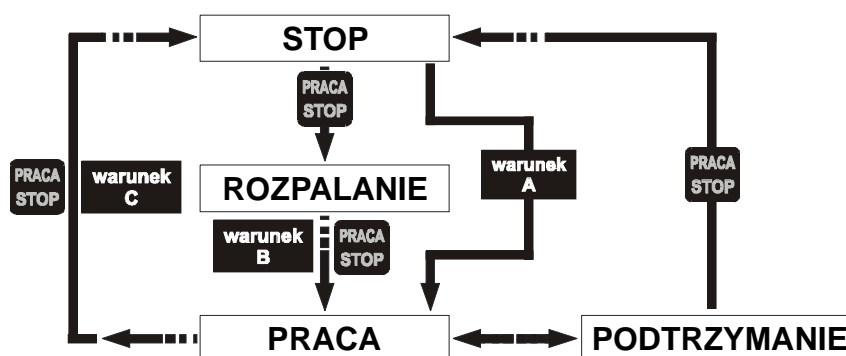 STOP
PRACA
STOP
PRACA
STOP
warunek
C
ROZPALANIE
warunek
A
PRACA
STOP
warunek
B
PRACA
STOP
PRACA
PODTRZYMANIE